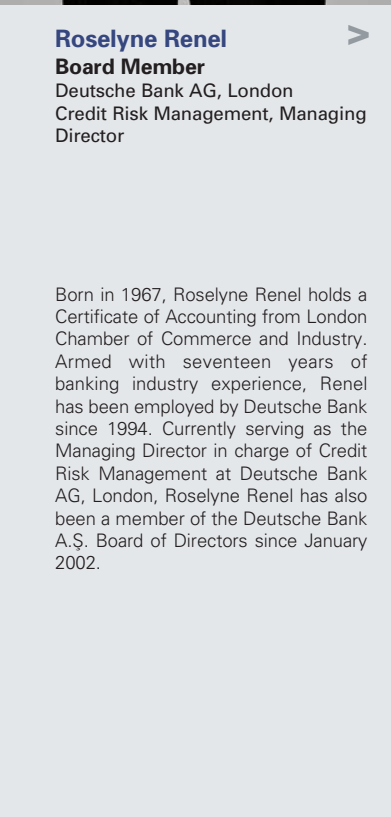 Roselyne Renel >
Board Member
Deutsche Bank AG, London
Credit Risk Management, Managing
Director
Born in 1967, Roselyne Renel holds a
Certificate of Accounting from London
Chamber of Commerce and Industry.
Armed with seventeen years of
banking industry experience, Renel
has been employed by Deutsche Bank
since 1994. Currently serving as the
Managing Director in charge of Credit
Risk Management at Deutsche Bank
AG, London, Roselyne Renel has also
been a member of the Deutsche Bank
A.Ş. Board of Directors since January
2002.